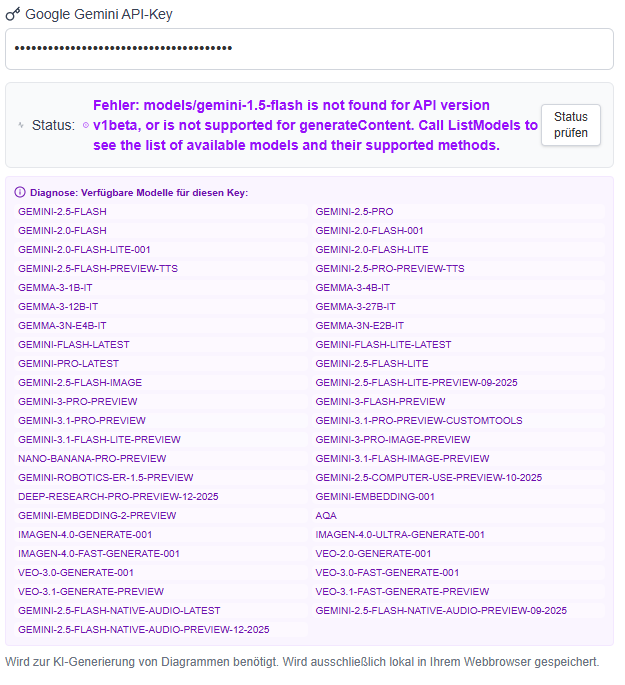 Google Gemini API-Key
••••••••••••••••••••••••••••••••••••••
Status:
Fehler: models/gemini-1.5-flash is not found for API version
v1beta, or is not supported for generateContent. Call ListModels to
see the list of available models and their supported methods.
Status
prüfen
Diagnose: Verfügbare Modelle für diesen Key:
GEMINI-2.5-FLASH
GEMINI-2.5-PRO
GEMINI-2.0-FLASH
GEMINI-2.0-FLASH-001
GEMINI-2.0-FLASH-LITE-001
GEMINI-2.0-FLASH-LITE
GEMINI-2.5-FLASH-PREVIEW-TTS
GEMINI-2.5-PRO-PREVIEW-TTS
GEMMA-3-1B-IT
GEMMA-3-4B-IT
GEMMA-3-12B-IT
GEMMA-3-27B-IT
GEMMA-3N-E4B-IT
GEMMA-3N-E2B-IT
GEMINI-FLASH-LATEST
GEMINI-FLASH-LITE-LATEST
GEMINI-PRO-LATEST
GEMINI-2.5-FLASH-LITE
GEMINI-2.5-FLASH-IMAGE
GEMINI-2.5-FLASH-LITE-PREVIEW-09-2025
GEMINI-3-PRO-PREVIEW
GEMINI-3-FLASH-PREVIEW
GEMINI-3.1-PRO-PREVIEW
GEMINI-3.1-PRO-PREVIEW-CUSTOMTOOLS
GEMINI-3.1-FLASH-LITE-PREVIEW
GEMINI-3-PRO-IMAGE-PREVIEW
NANO-BANANA-PRO-PREVIEW
GEMINI-3.1-FLASH-IMAGE-PREVIEW
GEMINI-ROBOTICS-ER-1.5-PREVIEW
GEMINI-2.5-COMPUTER-USE-PREVIEW-10-2025
DEEP-RESEARCH-PRO-PREVIEW-12-2025
GEMINI-EMBEDDING-001
GEMINI-EMBEDDING-2-PREVIEW
AQA
IMAGEN-4.0-GENERATE-001
IMAGEN-4.0-ULTRA-GENERATE-001
IMAGEN-4.0-FAST-GENERATE-001
VEO-2.0-GENERATE-001
VEO-3.0-GENERATE-001
VEO-3.0-FAST-GENERATE-001
VEO-3.1-GENERATE-PREVIEW
VEO-3.1-FAST-GENERATE-PREVIEW
GEMINI-2.5-FLASH-NATIVE-AUDIO-LATEST
GEMINI-2.5-FLASH-NATIVE-AUDIO-PREVIEW-09-2025
GEMINI-2.5-FLASH-NATIVE-AUDIO-PREVIEW-12-2025
Wird zur KI-Generierung von Diagrammen benötigt. Wird ausschließlich lokal in Ihrem Webbrowser gespeichert.